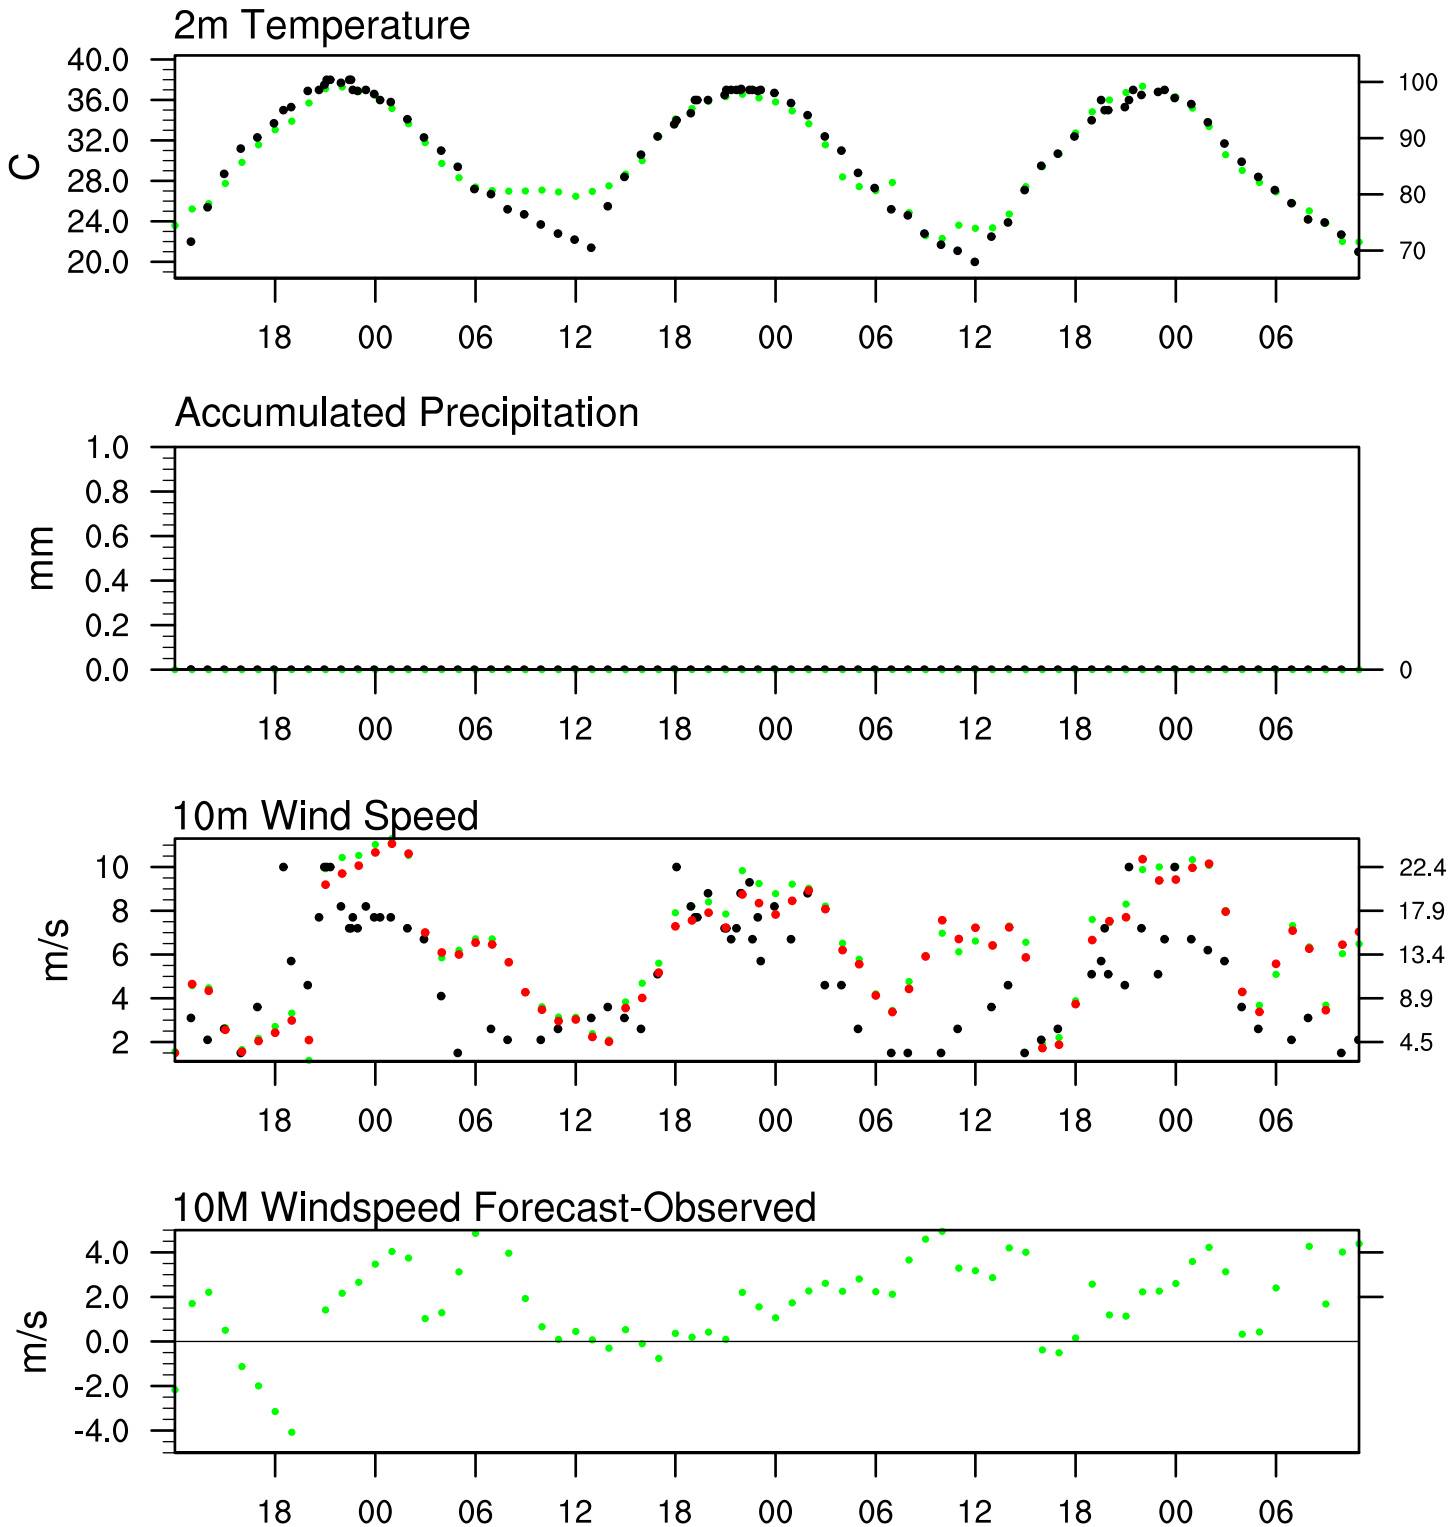 2m Temperature
40.0
36.0
32.0
28.0
24.0
20.0
C
100
90
80
70
18 00 06 12 18 00 06 12 18 00 06
Accumulated Precipitation
1.0
0.8
0.6
0.4
0.2
0.0
mm
0
18 00 06 12 18 00 06 12 18 00 06
10m Wind Speed
10
8
6
4
2
m/s
22.4
17.9
13.4
8.9
4.5
18 00 06 12 18 00 06 12 18 00 06
10M Windspeed Forecast-Observed
4.0
2.0
0.0
-2.0
-4.0
m/s
18 00 06 12 18 00 06 12 18 00 06